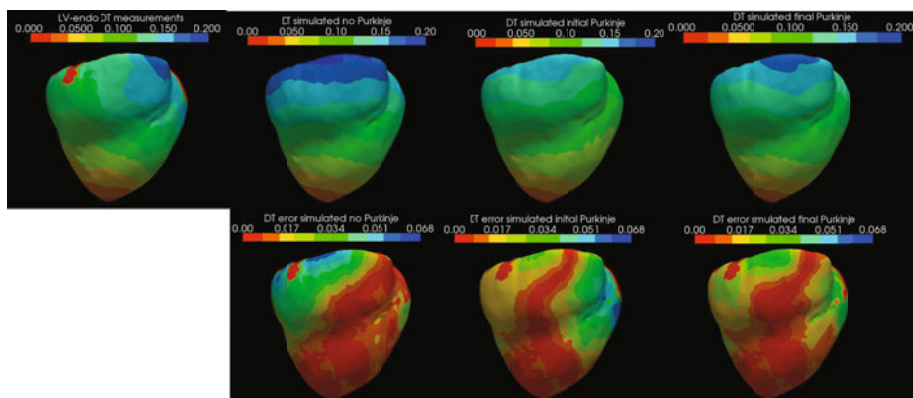 LV-endo DT measurements
0.000 0.0500 0.100 0.150 0.200
DT simulated no Purkinje
0.00 0.050 0.10 0.15 0.20
DT simulated initial Purkinje
0.00 0.050 0.10 0.15 0.20
DT simulated final Purkinje
0.000 0.0500 0.100 0.150 0.200
DT eror simulated no Purkinje
0.00 0.017 0.034 0.051 0.068
DT error simulated initial Purkinje
0.00 0.017 0.034 0.051 0.068
DT error simulated final Purkinje
0.00 0.017 0.034 0.051 0.068